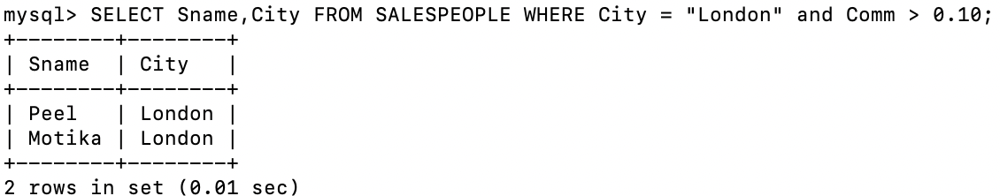 mysql> SELECT Sname,City FROM SALESPEOPLE WHERE City = "London" and Comm > 0.10;
+--------+--------+
| Sname  | City   |
+--------+--------+
| Peel   | London |
| Motika | London |
+--------+--------+
2 rows in set (0.01 sec)